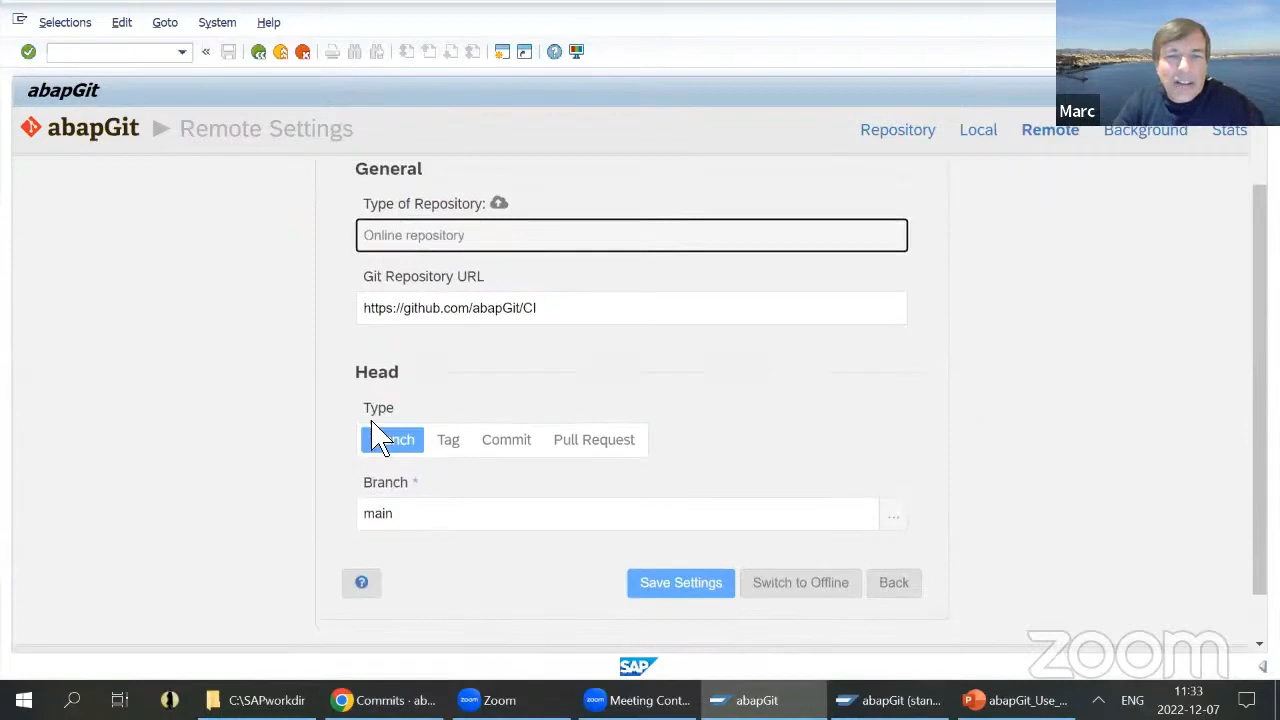 Selections Edit Goto System Help
abapGit
abapGit Remote Settings Repository Local Remote Background Stats
Marc
General
Type of Repository:
Online repository
Git Repository URL
https://github.com/abapGit/CI
Head
Type
Tag Commit Pull Request
Branch *
main
...
? Save Settings Switch to Offline Back
zoom
SAP
C:\SAPworkdir Commits - ab... Zoom Meeting Cont... abapGit abapGit (stan... abapGit_Use_... ENG 11:33
2022-12-07